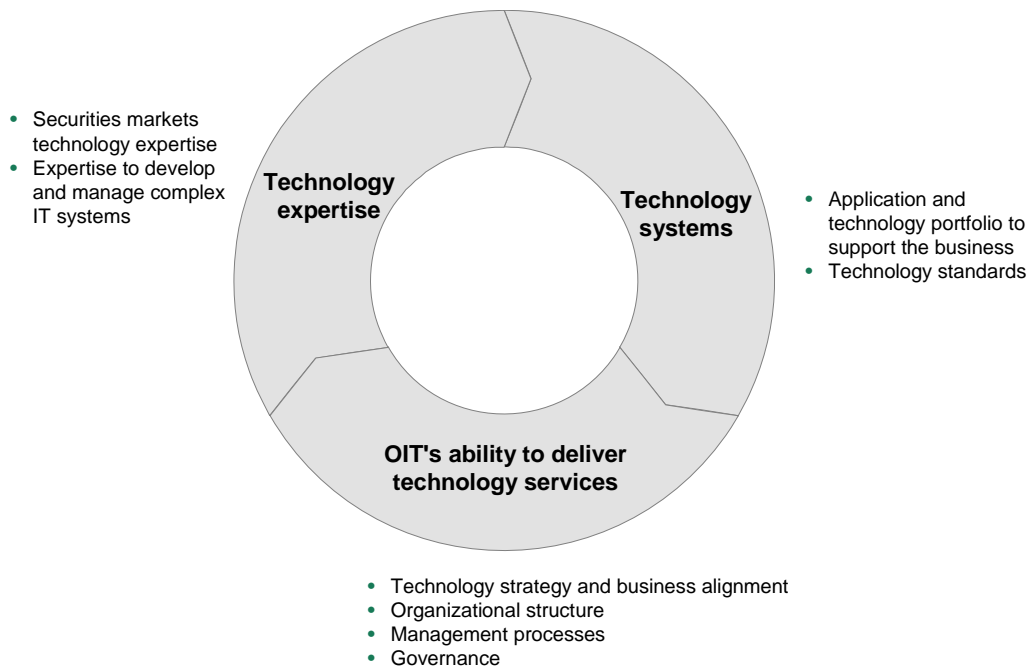 • Securities markets
technology expertise
• Expertise to develop
and manage complex
IT systems
Technology
expertise
Technology
systems
• Application and
technology portfolio to
support the business
• Technology standards
OIT's ability to deliver
technology services
• Technology strategy and business alignment
• Organizational structure
• Management processes
• Governance